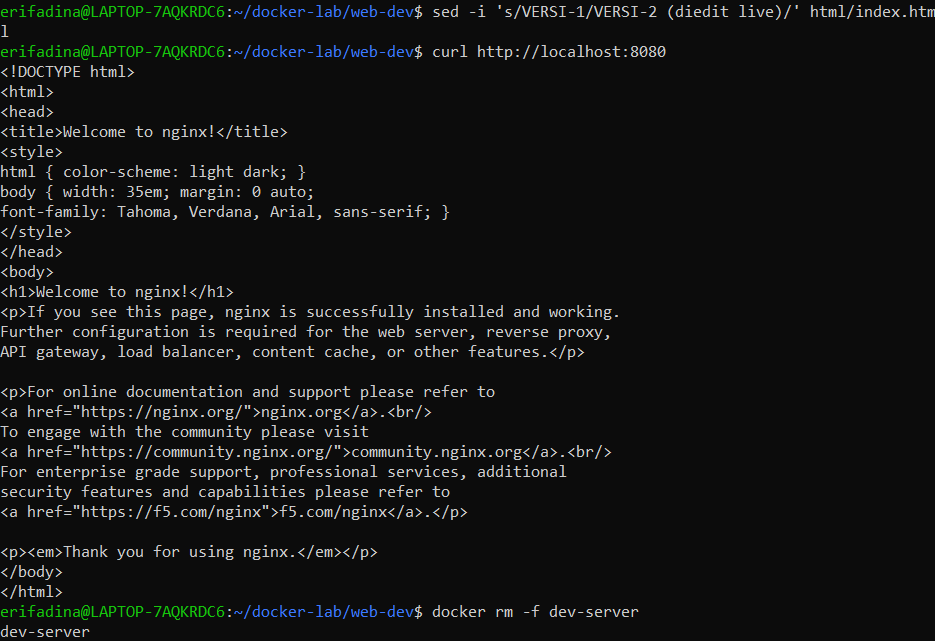 erifadina@LAPTOP-7AQKRDC6:~/docker-lab/web-dev$ sed -i 's/VERSI-1/VERSI-2 (diedit live)/' html/index.htm
l
erifadina@LAPTOP-7AQKRDC6:~/docker-lab/web-dev$ curl http://localhost:8080
<!DOCTYPE html>
<html>
<head>
<title>Welcome to nginx!</title>
<style>
html { color-scheme: light dark; }
body { width: 35em; margin: 0 auto;
font-family: Tahoma, Verdana, Arial, sans-serif; }
</style>
</head>
<body>
<h1>Welcome to nginx!</h1>
<p>If you see this page, nginx is successfully installed and working.
Further configuration is required for the web server, reverse proxy,
API gateway, load balancer, content cache, or other features.</p>

<p>For online documentation and support please refer to
<a href="https://nginx.org/">nginx.org</a>.<br/>
To engage with the community please visit
<a href="https://community.nginx.org/">community.nginx.org</a>.<br/>
For enterprise grade support, professional services, additional
security features and capabilities please refer to
<a href="https://f5.com/nginx">f5.com/nginx</a>.</p>

<p><em>Thank you for using nginx.</em></p>
</body>
</html>
erifadina@LAPTOP-7AQKRDC6:~/docker-lab/web-dev$ docker rm -f dev-server
dev-server